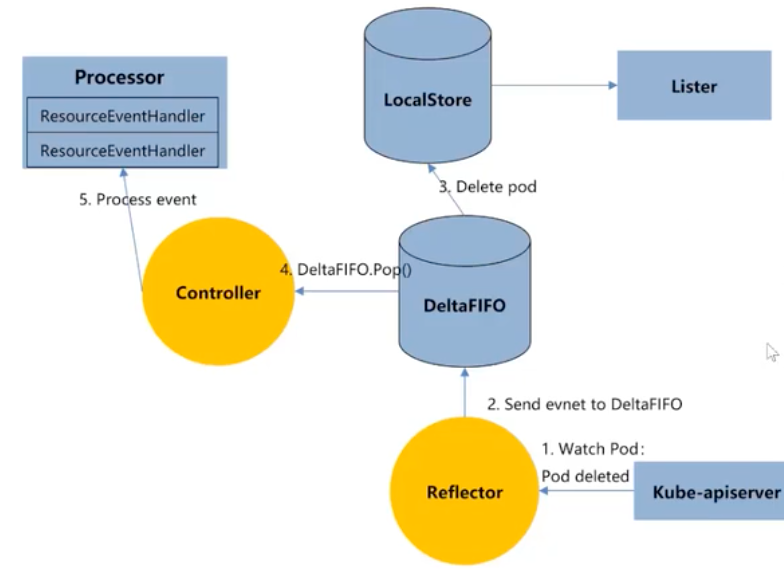 Processor
ResourceEventHandler
ResourceEventHandler
LocalStore
Lister
3. Delete pod
5. Process event
4. DeltaFIFO.Pop()
Controller
DeltaFIFO
2. Send evnet to DeltaFIFO
1. Watch Pod:
Pod deleted
Reflector
Kube-apiserver